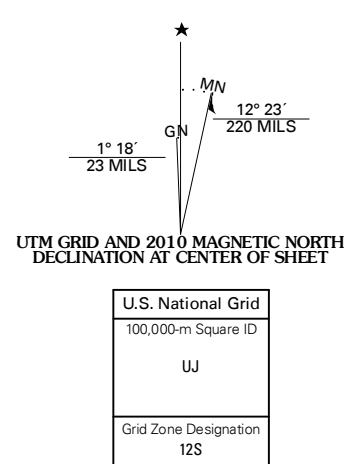 MN
12° 23´
220 MILS
GN
1° 18´
23 MILS
UTM GRID AND 2010 MAGNETIC NORTH
DECLINATION AT CENTER OF SHEET
U.S. National Grid
100,000-m Square ID
UJ
Grid Zone Designation
12S